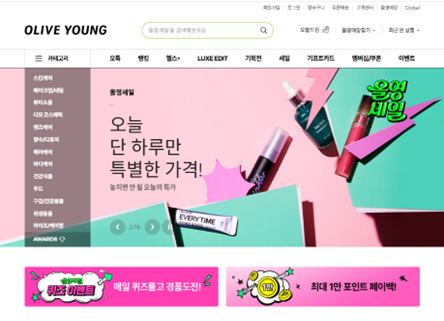 회원가입 로그인 장바구니 주문배송 고객센터 매장안내 Global
OLIVE YOUNG
오늘드림 올영매장찾기 최근 본 상품
카테고리 오특 랭킹 헬스+ LUXE EDIT 기획전 세일 기프트카드 멤버십/쿠폰 이벤트
스킨케어
메이크업/네일
뷰티소품
더모 코스메틱
맨즈케어
향수/디퓨저
헤어케어
바디케어
건강식품
푸드
구강/건강용품
위생용품
라이프/베이컬
AWARDS
올영세일
오늘
단 하루만
특별한 가격!
놓치면 안 될 오늘의 특가
올영
세일
EVERY TIME
퀴즈 이벤트
매일 퀴즈풀고 경품도전!
1만
최대 1만 포인트 페이백!